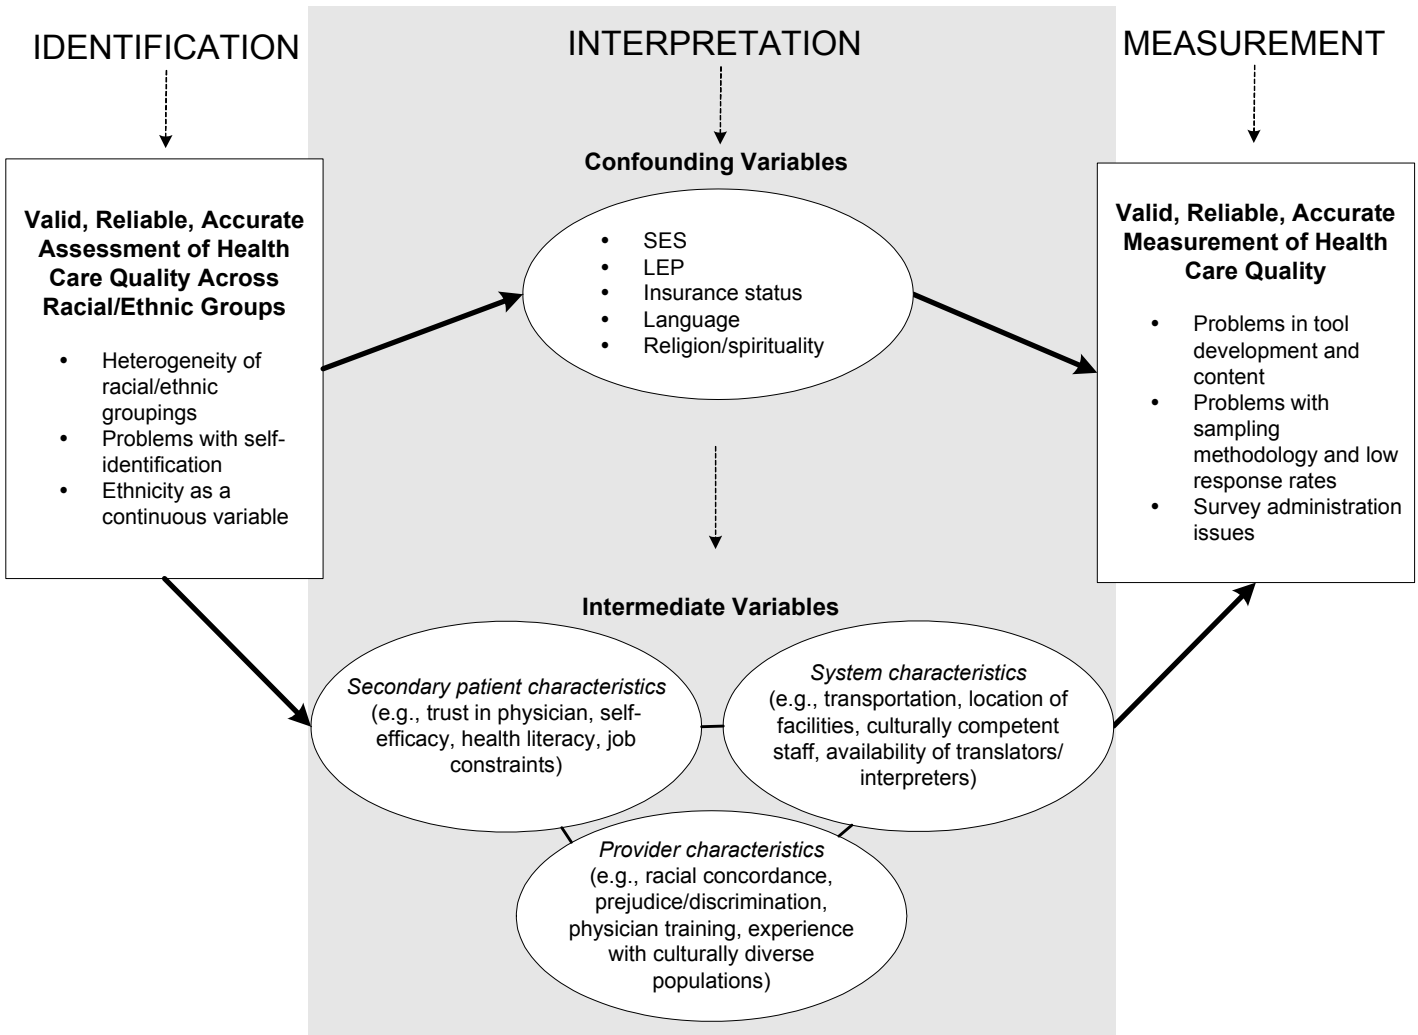 IDENTIFICATION
INTERPRETATION
MEASUREMENT
Valid, Reliable, Accurate
Assessment of Health
Care Quality Across
Racial/Ethnic Groups
• Heterogeneity of
racial/ethnic
groupings
• Problems with self-
identification
• Ethnicity as a
continuous variable
Confounding Variables
• SES
• LEP
• Insurance status
• Language
• Religion/spirituality
Valid, Reliable, Accurate
Measurement of Health
Care Quality
• Problems in tool
development and
content
• Problems with
sampling
methodology and low
response rates
• Survey administration
issues
Intermediate Variables
Secondary patient characteristics
(e.g., trust in physician, self-
efficacy, health literacy, job
constraints)
System characteristics
(e.g., transportation, location of
facilities, culturally competent
staff, availability of translators/
interpreters)
Provider characteristics
(e.g., racial concordance,
prejudice/discrimination,
physician training, experience
with culturally diverse
populations)